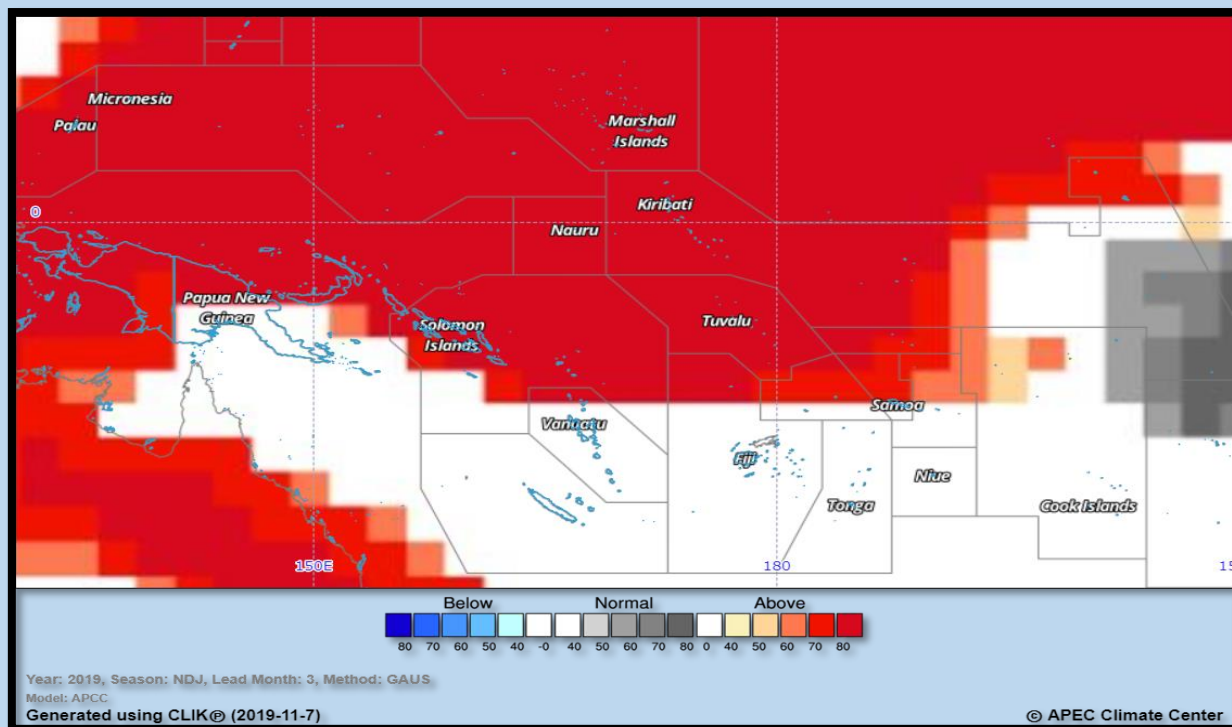 Micronesia
Palau
Marshall
Islands
Kiribati
0
Nauru
Papua New
Guinea
Solomon
Islands
Tuvalu
Samoa
Vanuatu
Fiji
Niue
Tonga
Cook Islands
150E
180
15
Below Normal Above
80 70 60 50 40 -0 40 50 60 70 80 0 40 50 60 70 80
Year: 2019, Season: NDJ, Lead Month: 3, Method: GAUS
Model: APCC
Generated using CLIK℗ (2019-11-7)
© APEC Climate Center